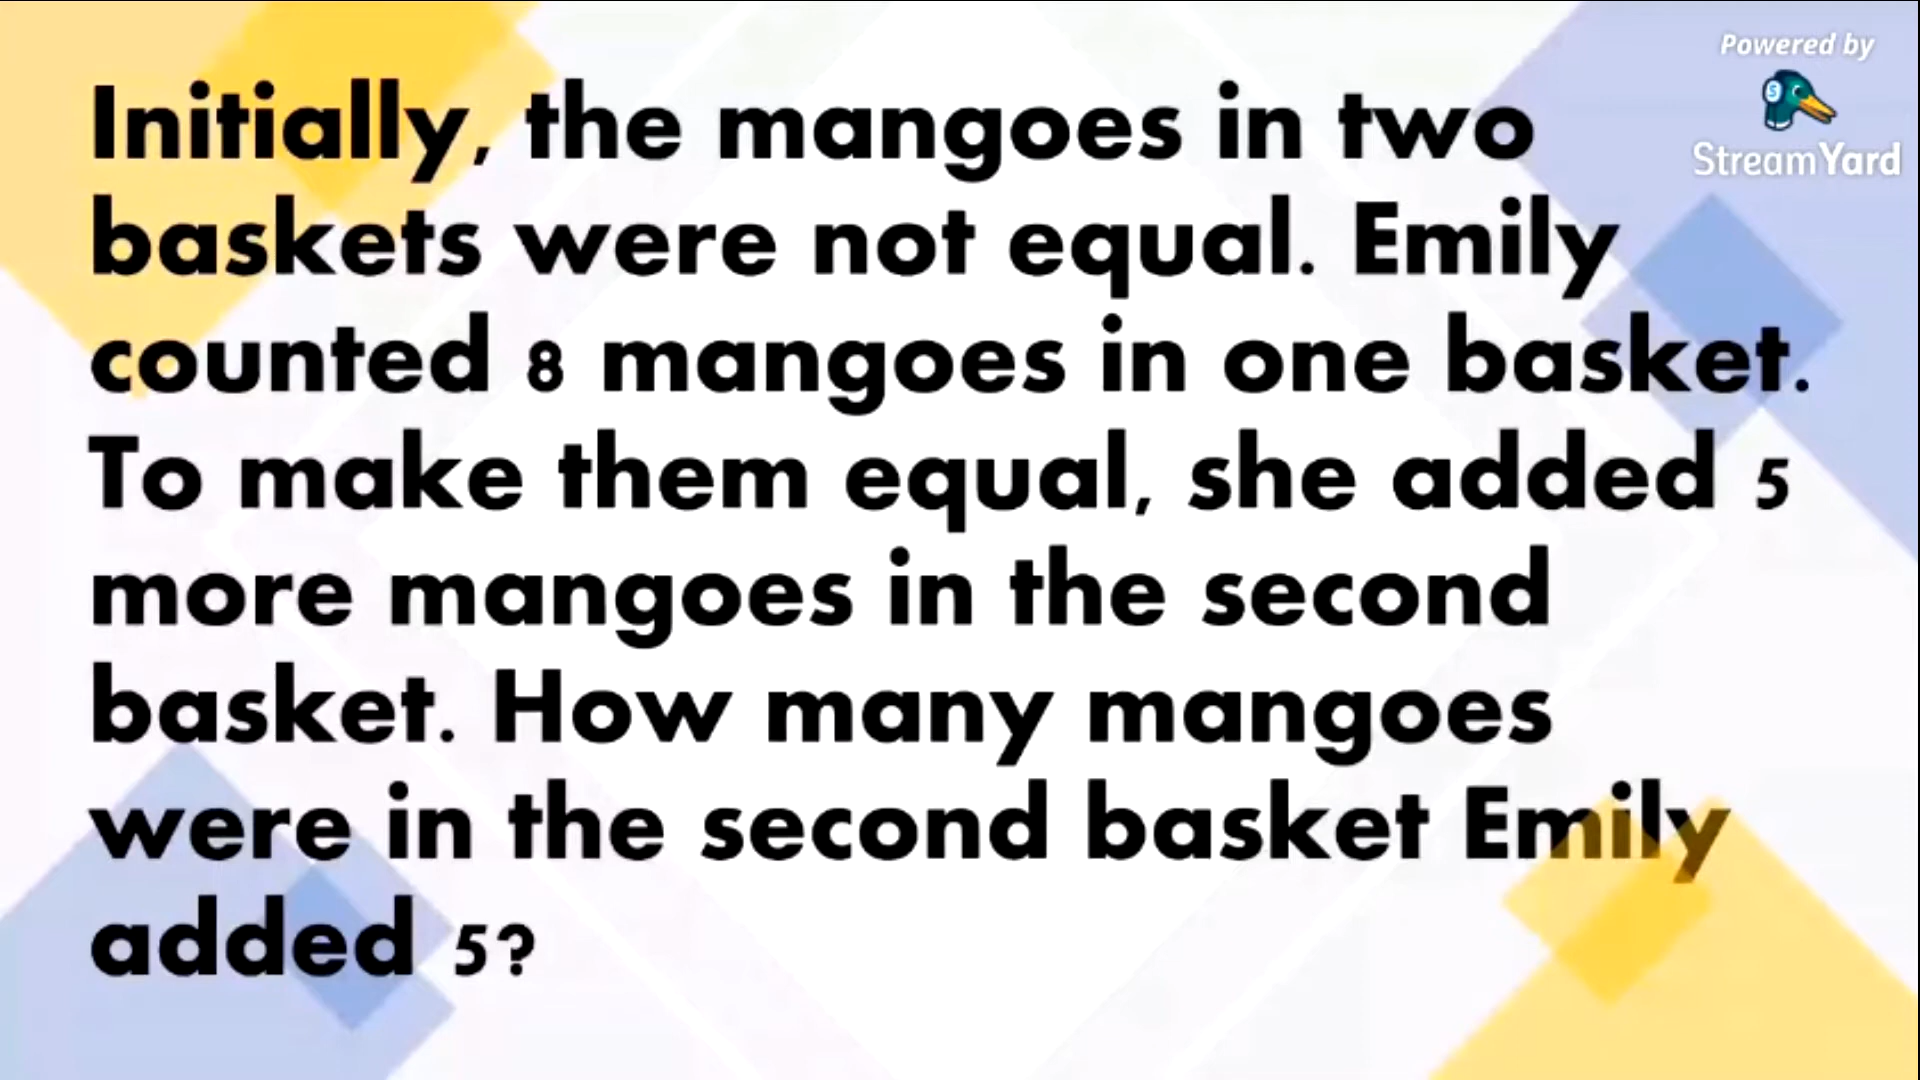 Powered by
StreamYard
Initially, the mangoes in two
baskets were not equal. Emily
counted 8 mangoes in one basket.
To make them equal, she added 5
more mangoes in the second
basket. How many mangoes
were in the second basket Emily
added 5?